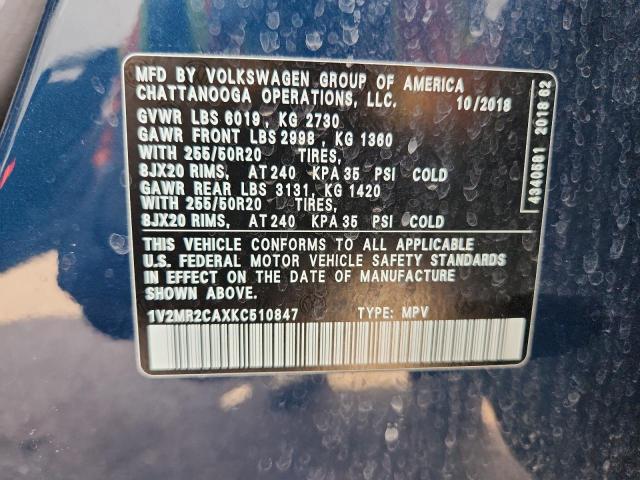 MFD BY VOLKSWAGEN GROUP OF AMERICA
CHATTANOOGA OPERATIONS, LLC. 10/2018
GVWR LBS 6019, KG 2730
GAWR FRONT LBS 2998, KG 1360
WITH 255/50R20 TIRES,
8JX20 RIMS, AT 240 KPA 35 PSI COLD
GAWR REAR LBS 3131, KG 1420
WITH 255/50R20 TIRES,
8JX20 RIMS, AT 240 KPA 35 PSI COLD
THIS VEHICLE CONFORMS TO ALL APPLICABLE
U.S. FEDERAL MOTOR VEHICLE SAFETY STANDARDS
IN EFFECT ON THE DATE OF MANUFACTURE
SHOWN ABOVE.
1V2MR2CAXKC510847 TYPE: MPV
4340581 2018 62